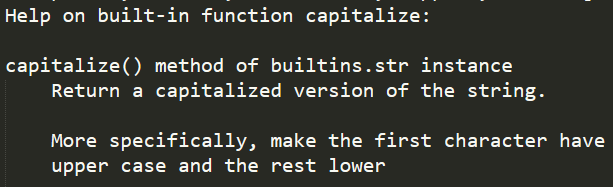 Help on built-in function capitalize:
capitalize() method of builtins.str instance
Return a capitalized version of the string.
More specifically, make the first character have
upper case and the rest lower